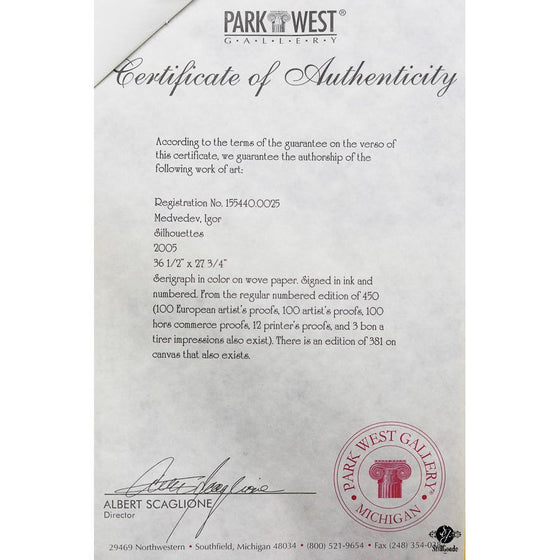 PARK WEST®
G·A·L·L·E·R·Y
Certificate of Authenticity
According to the terms of the guarantee on the verso of
this certificate, we guarantee the authorship of the
following work of art:
Registration No. 155440.0025
Medvedev, Igor
Silhouettes
2005
36 1/2" x 27 3/4"
Serigraph in color on wove paper. Signed in ink and
numbered. From the regular numbered edition of 450
(100 European artist's proofs, 100 artist's proofs, 100
hors commerce proofs, 12 printer's proofs, and 3 bon a
tirer impressions also exist). There is an edition of 381 on
canvas that also exists.
ALBERT SCAGLIONE
Director
PARK WEST GALLERY®
MICHIGAN
29469 Northwestern • Southfield, Michigan 48034 • (800) 521-9654 • Fax (248) 354-0